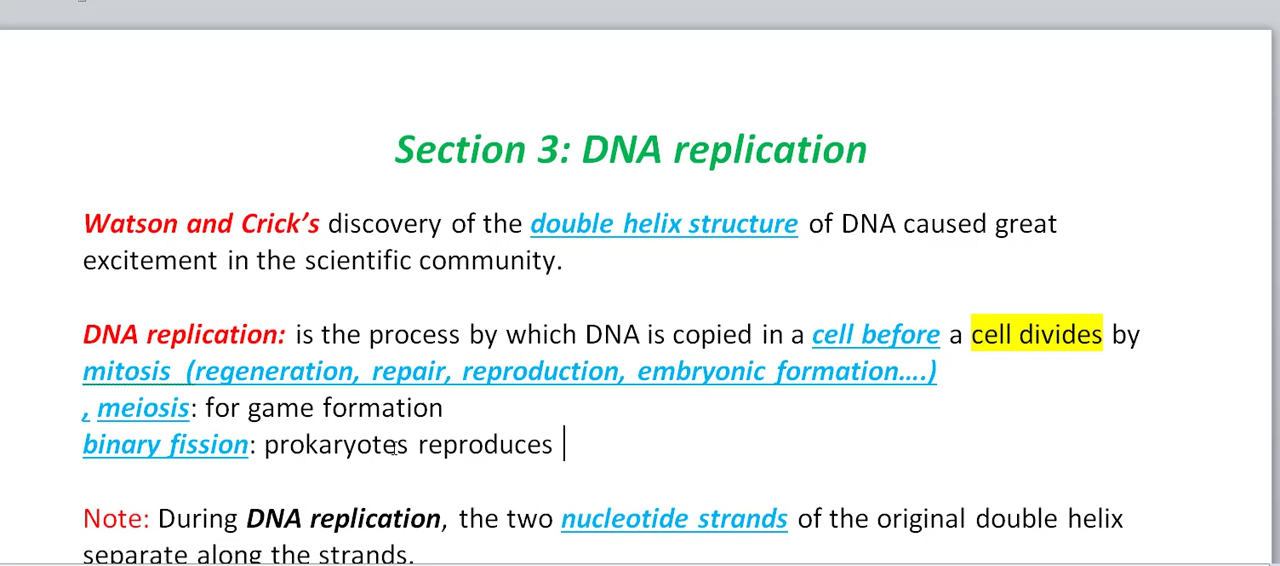 Section 3: DNA replication
Watson and Crick’s discovery of the double helix structure of DNA caused great
excitement in the scientific community.
DNA replication: is the process by which DNA is copied in a cell before a cell divides by
mitosis (regeneration, repair, reproduction, embryonic formation….)
, meiosis: for game formation
binary fission: prokaryotes reproduces
Note: During DNA replication, the two nucleotide strands of the original double helix
separate along the strands.